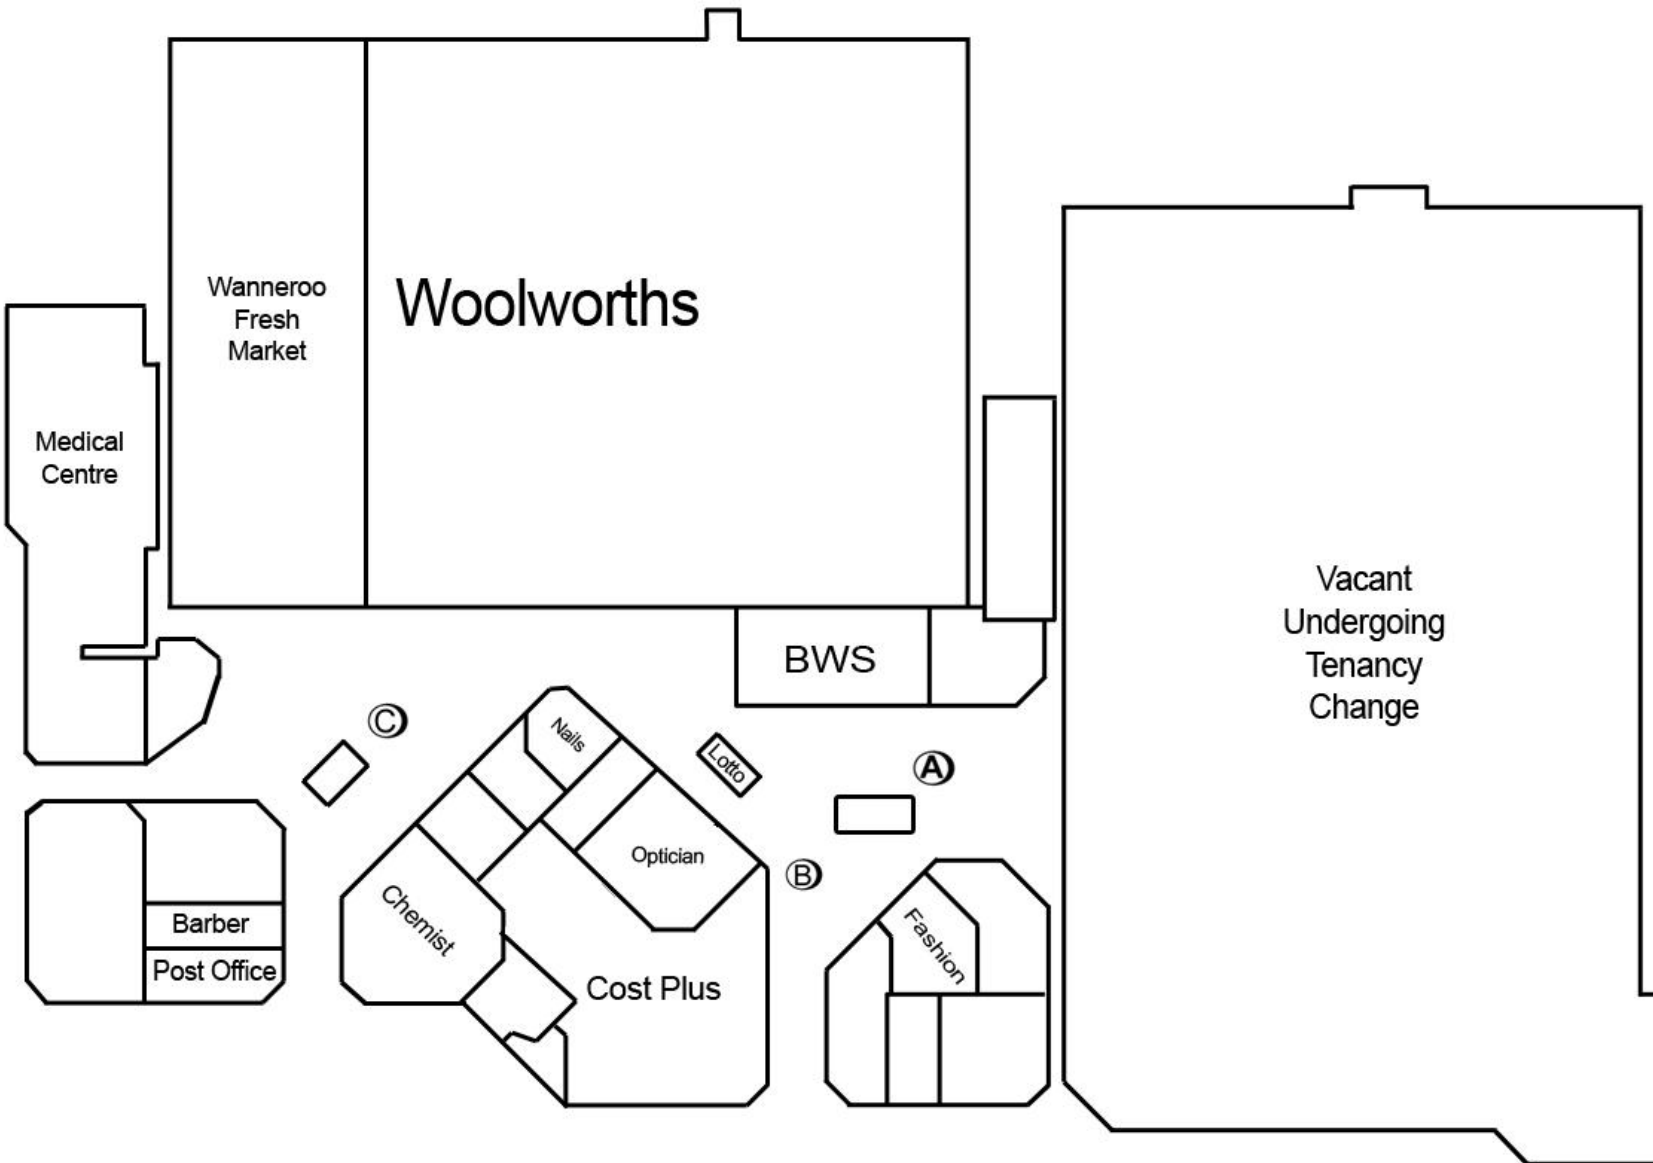 Woolworths
Wanneroo
Fresh
Market
Medical
Centre
Vacant
Undergoing
Tenancy
Change
BWS
C
Nails
Lotto
A
Optician
B
Chemist
Barber
Post Office
Fashion
Cost Plus